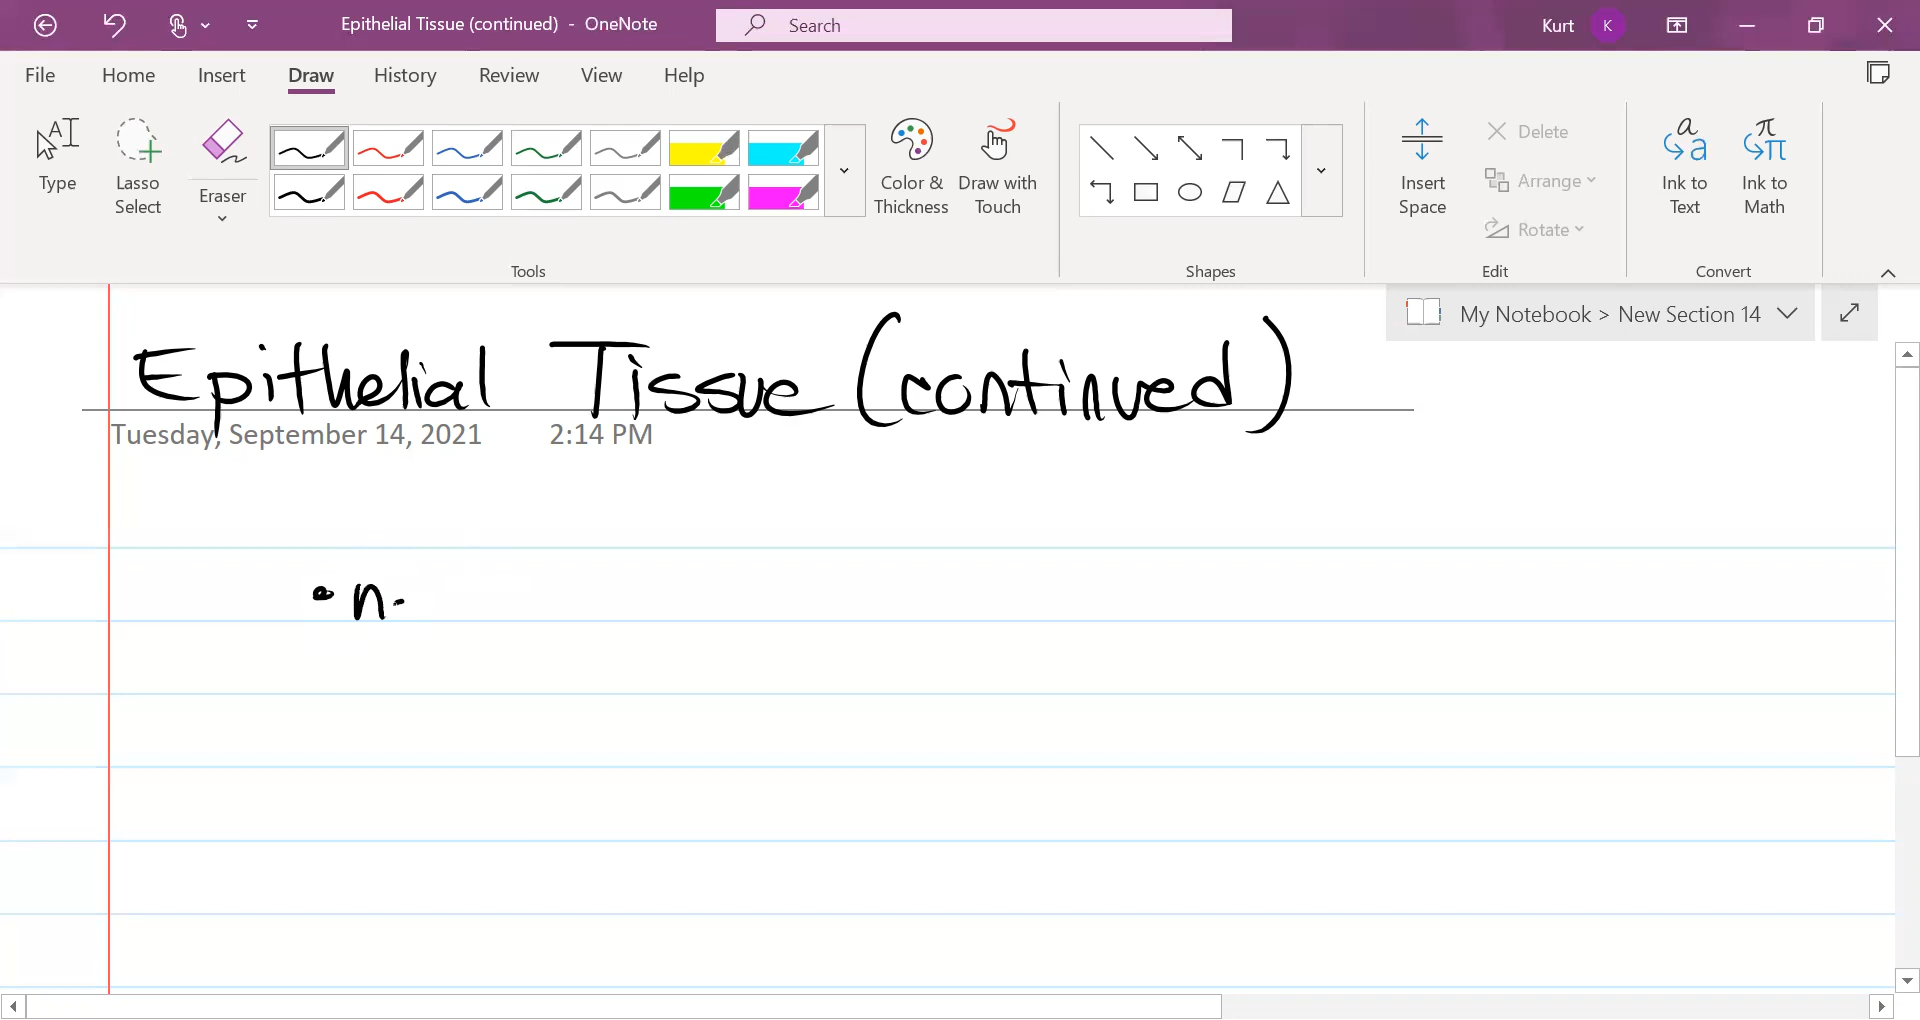 Epithelial Tissue (continued) - OneNote
Search
Kurt K
File Home Insert Draw History Review View Help
Type
Lasso Select
Eraser
Color & Thickness
Draw with Touch
Insert Space
Delete
Arrange
Rotate
Ink to Text
Ink to Math
Tools Shapes Edit Convert
My Notebook > New Section 14
Epithelial Tissue (continued)
Tuesday, September 14, 2021 2:14 PM
• n